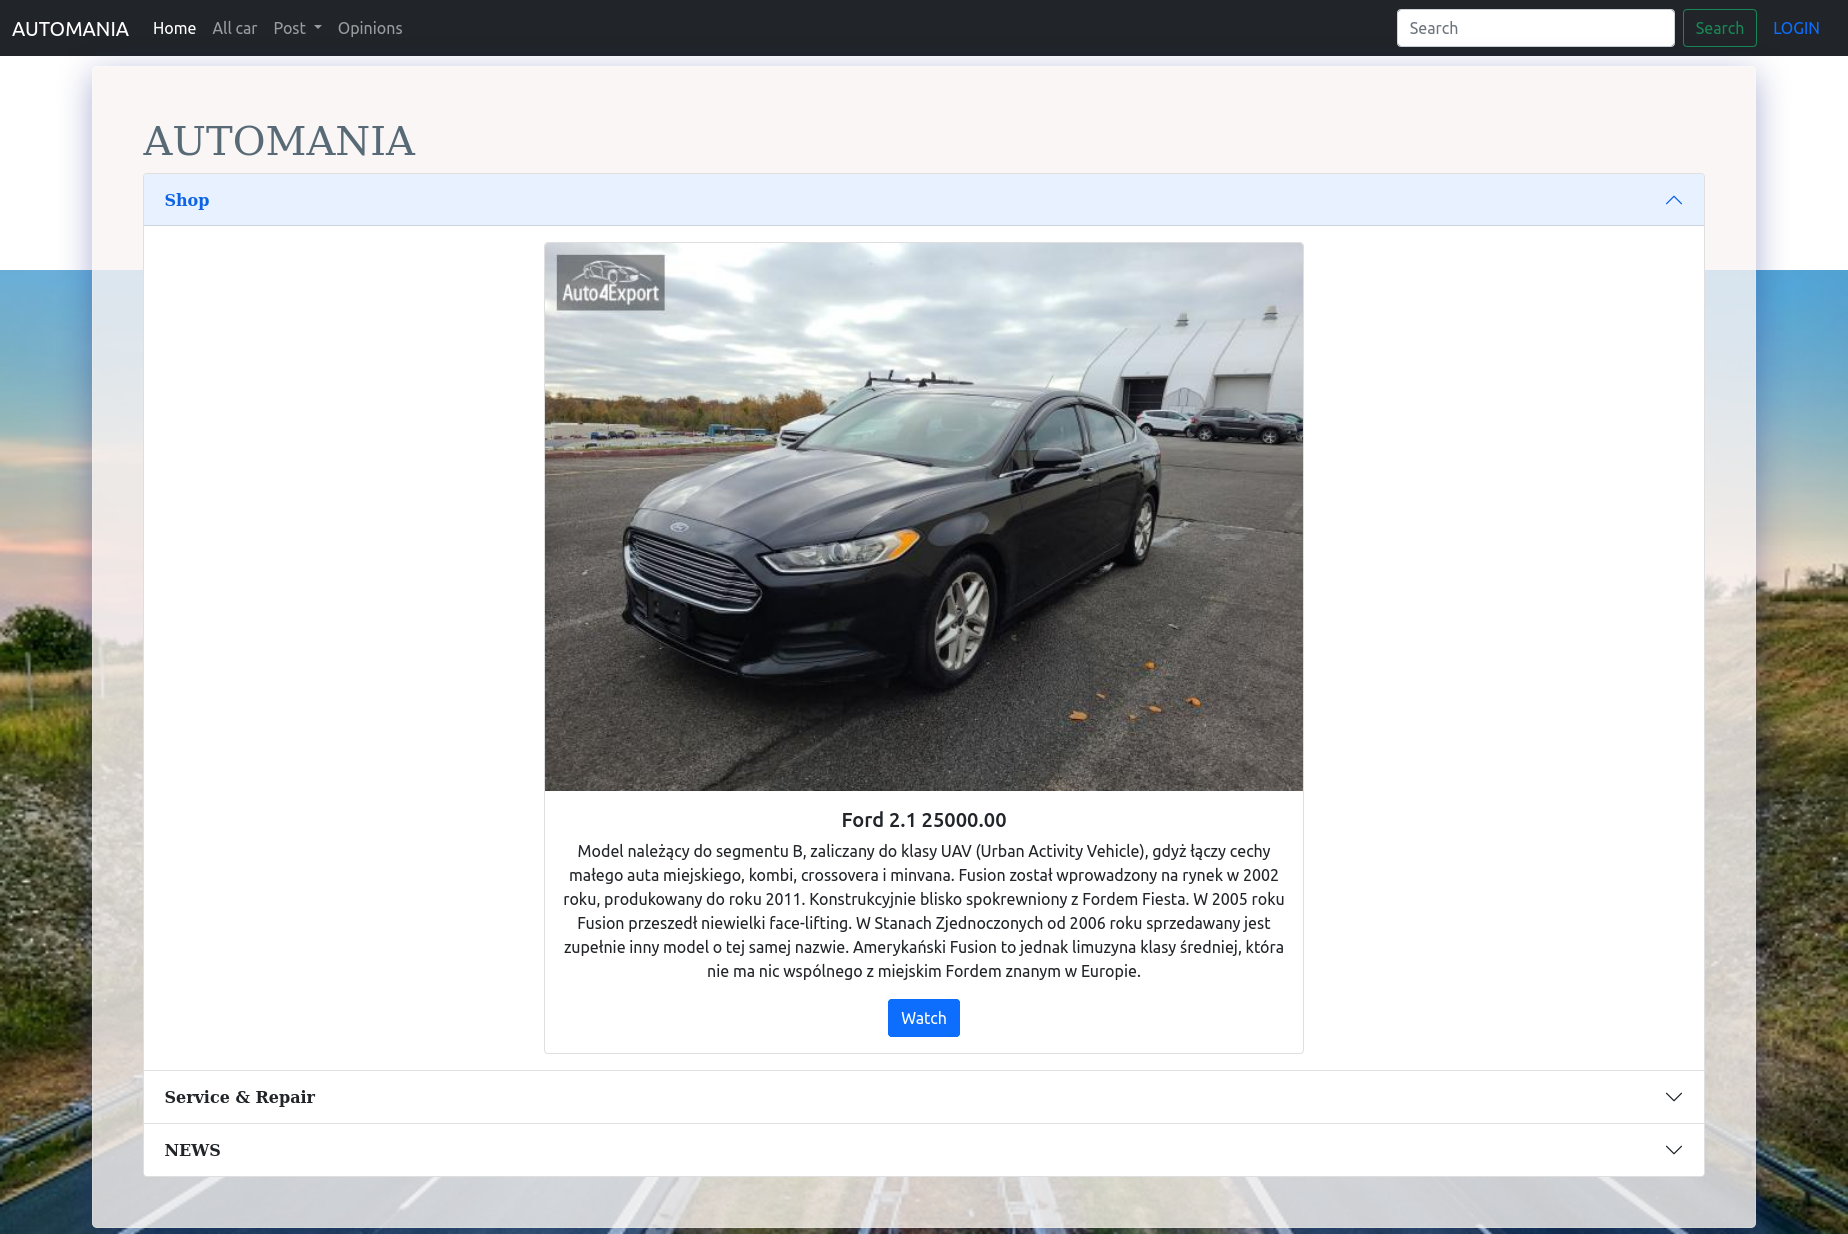 AUTOMANIA Home All car Post Opinions Search Search LOGIN
AUTOMANIA
Shop
Auto4Export
Ford 2.1 25000.00
Model należący do segmentu B, zaliczany do klasy UAV (Urban Activity Vehicle), gdyż łączy cechy
małego auta miejskiego, kombi, crossovera i minvana. Fusion został wprowadzony na rynek w 2002
roku, produkowany do roku 2011. Konstrukcyjnie blisko spokrewniony z Fordem Fiesta. W 2005 roku
Fusion przeszedł niewielki face-lifting. W Stanach Zjednoczonych od 2006 roku sprzedawany jest
zupełnie inny model o tej samej nazwie. Amerykański Fusion to jednak limuzyna klasy średniej, która
nie ma nic wspólnego z miejskim Fordem znanym w Europie.
Watch
Service & Repair
NEWS